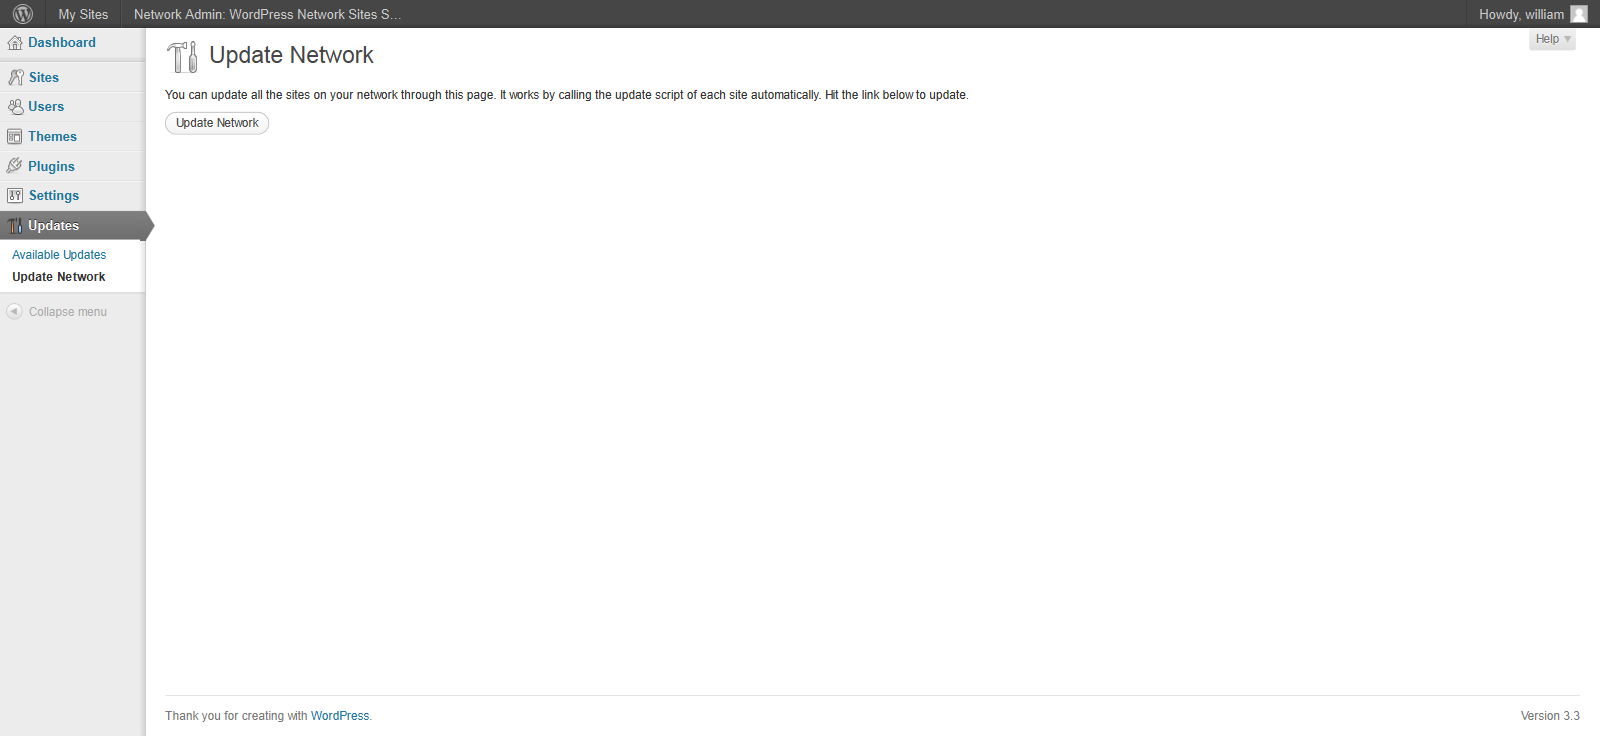 My Sites
Network Admin: WordPress Network Sites S...
Howdy, william
Dashboard
Sites
Users
Themes
Plugins
Settings
Updates
Available Updates
Update Network
Collapse menu
Help
Update Network
You can update all the sites on your network through this page. It works by calling the update script of each site automatically. Hit the link below to update.
Update Network
Thank you for creating with WordPress.
Version 3.3